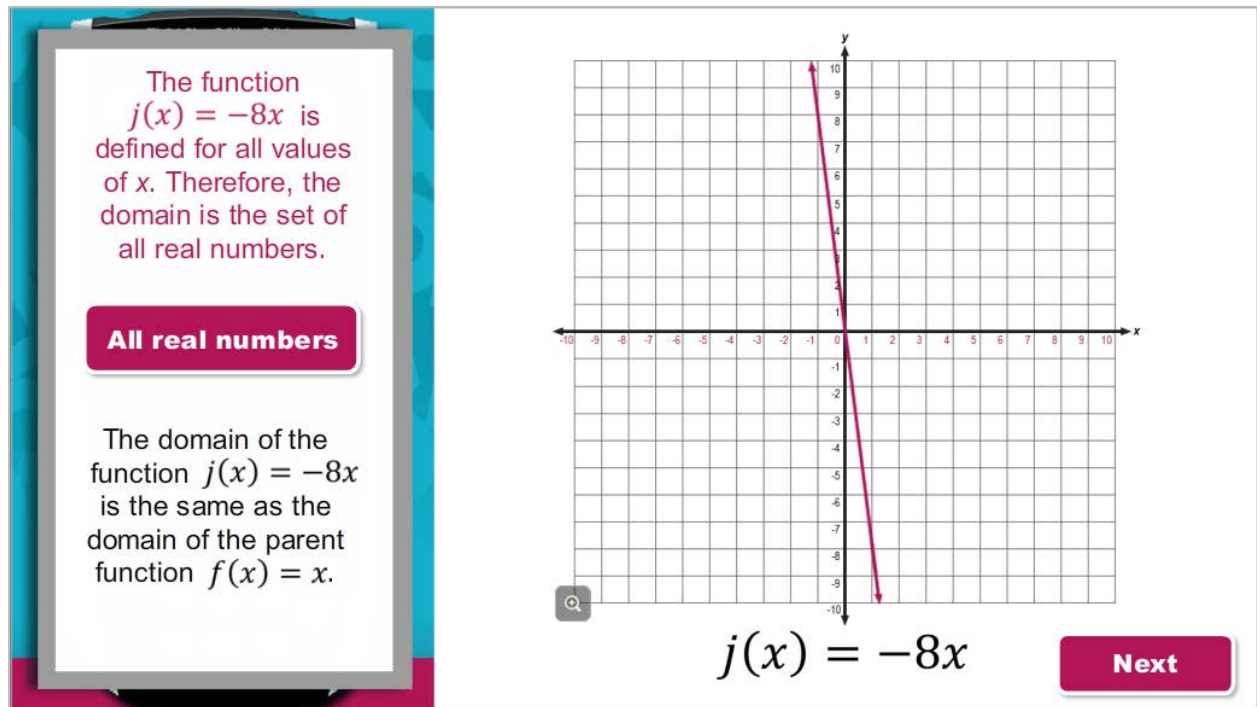 The function
j(x) = −8x is
defined for all values
of x. Therefore, the
domain is the set of
all real numbers.
All real numbers
The domain of the
function j(x) = −8x
is the same as the
domain of the parent
function f(x) = x.
y
10
9
8
7
6
5
4
3
2
1
-10 -9 -8 -7 -6 -5 -4 -3 -2 -1 0 1 2 3 4 5 6 7 8 9 10 x
-1
-2
-3
-4
-5
-6
-7
-8
-9
-10
j(x) = −8x
Next